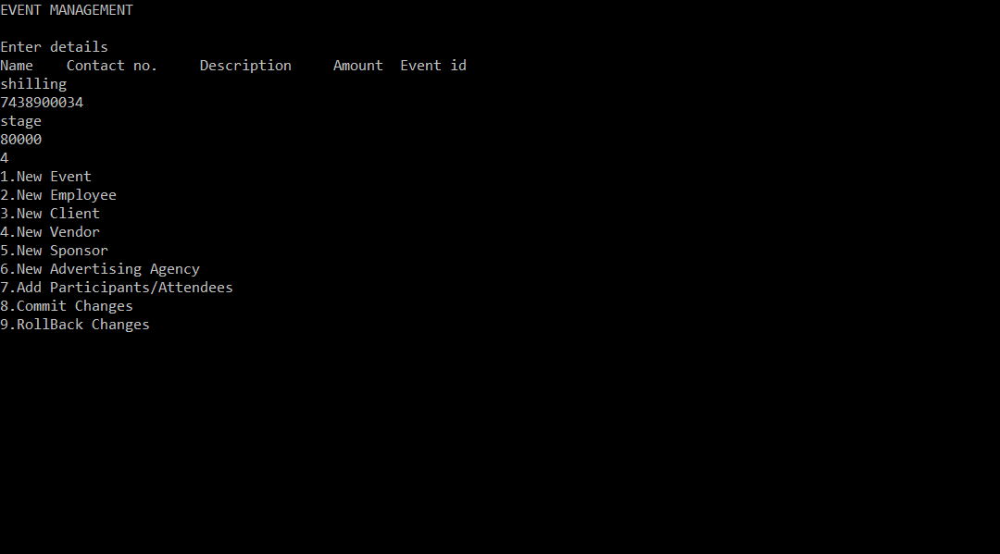 EVENT MANAGEMENT
Enter details
Name    Contact no.     Description     Amount  Event id
shilling
7438900034
stage
80000
4
1.New Event
2.New Employee
3.New Client
4.New Vendor
5.New Sponsor
6.New Advertising Agency
7.Add Participants/Attendees
8.Commit Changes
9.RollBack Changes